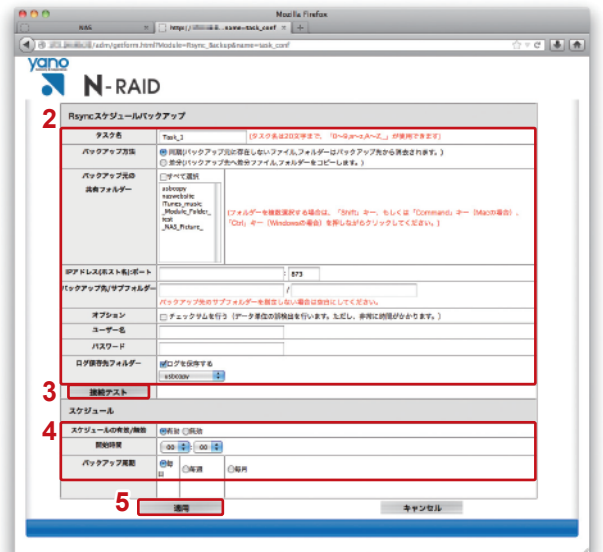 Mozilla Firefox
NAS
/adm/getform.html?Module=Rsync_Backup&name=task_conf
yano
N-RAID
2
Rsyncスケジュールバックアップ
タスク名
Task_1
(タスク名は20文字まで、「0~9,a~z,A~Z,_」が使用できます)
バックアップ方法
同期(バックアップ元に存在しないファイル,フォルダーはバックアップ先から消去されます。)
差分(バックアップ先へ差分ファイル,フォルダーをコピーします。)
バックアップ元の
共有フォルダー
すべて選択
usbcopy
naswebsite
iTunes_music
_Module_Folder_
test
_NAS_Picture_
(フォルダーを複数選択する場合は、「Shift」キー、もしくは「Command」キー(Macの場合)、
「Ctrl」キー(Windowsの場合)を押しながらクリックしてください。)
IPアドレス(ホスト名):ポート
: 873
バックアップ先/サブフォルダー
/
バックアップ先のサブフォルダーを指定しない場合は空白にしてください。
オプション
チェックサムを行う(データ単位の誤検出を行います。ただし、非常に時間がかかります。)
ユーザー名
パスワード
ログ保存先フォルダー
ログを保存する
usbcopy
3
接続テスト
スケジュール
4
スケジュールの有効/無効
有効 無効
開始時間
00 : 00
バックアップ周期
毎日
毎週
毎月
5
適用
キャンセル